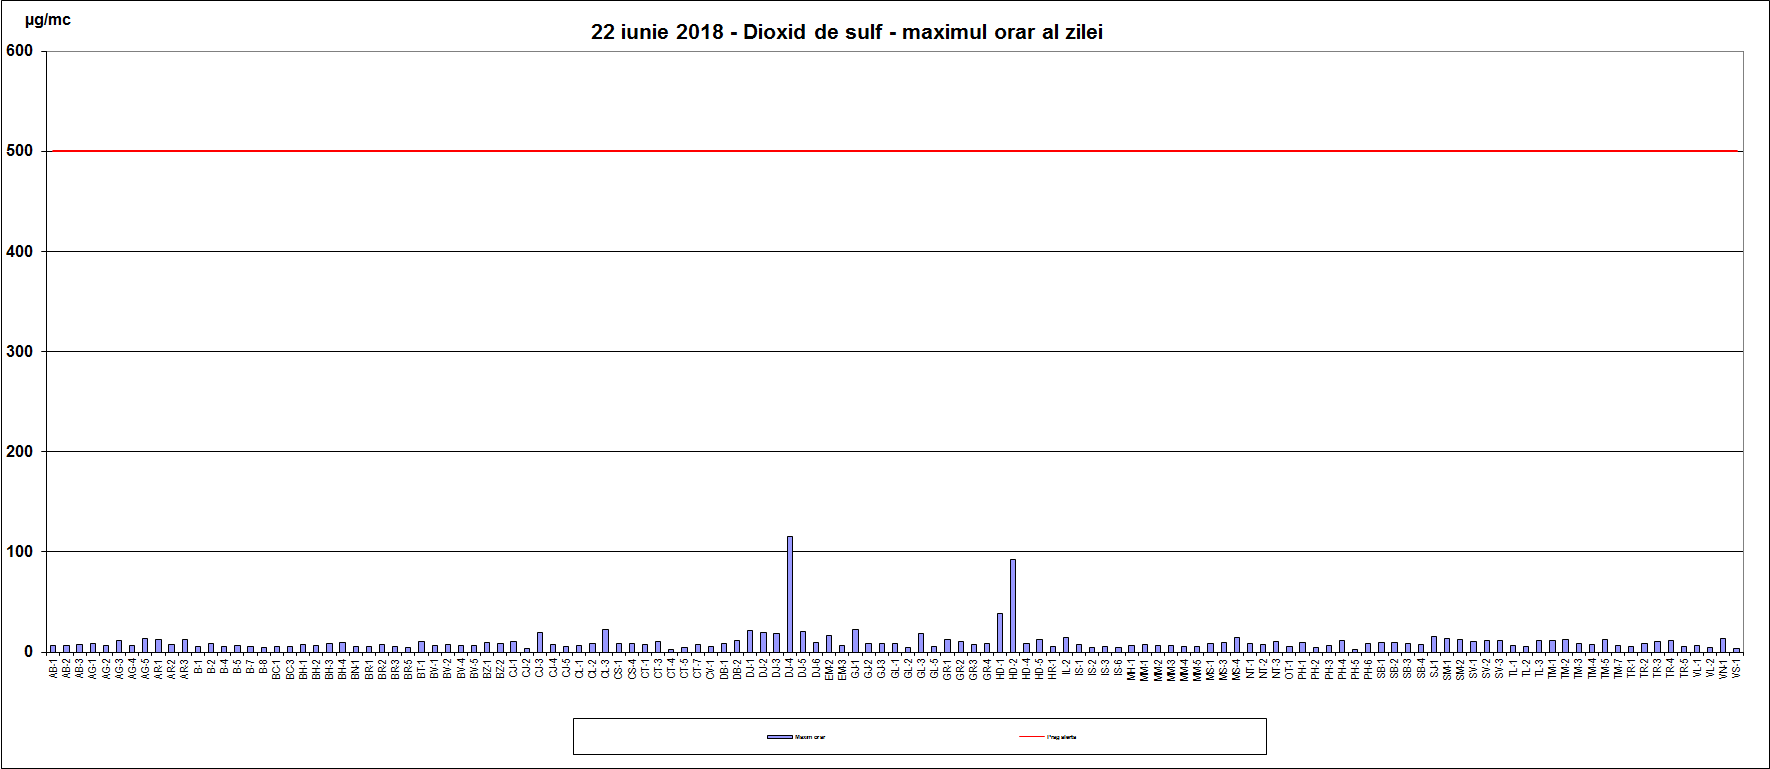 µg/mc
22 iunie 2018 - Dioxid de sulf - maximul orar al zilei
600
500
400
300
200
100
0
AB-1 AB-2 AB-3 AG-1 AG-2 AG-3 AG-4 AG-5 AR-1 AR-2 AR-3 B-1 B-2 B-4 B-5 B-7 B-8 BC-1 BC-3 BH-1 BH-2 BH-3 BH-4 BN-1 BR-1 BR-2 BR-3 BR-5 BT-1 BV-1 BV-2 BV-4 BV-5 BZ-1 BZ-2 CJ-1 CJ-2 CJ-3 CJ-4 CJ-5 CL-1 CL-2 CL-3 CS-1 CS-4 CT-1 CT-3 CT-4 CT-5 CT-7 CV-1 DB-1 DB-2 DJ-1 DJ-2 DJ-3 DJ-4 DJ-5 DJ-6 EM-2 EM-3 GJ-1 GJ-2 GJ-3 GL-1 GL-2 GL-3 GL-5 GR-1 GR-2 GR-3 GR-4 HD-1 HD-2 HD-4 HD-5 HR-1 IL-2 IS-1 IS-2 IS-3 IS-6 MH-1 MM-1 MM-2 MM-3 MM-4 MM-5 MS-1 MS-3 MS-4 NT-1 NT-2 NT-3 OT-1 PH-1 PH-2 PH-3 PH-4 PH-5 PH-6 SB-1 SB-2 SB-3 SB-4 SJ-1 SM-1 SM-2 SV-1 SV-2 SV-3 TL-1 TL-2 TL-3 TM-1 TM-2 TM-3 TM-4 TM-5 TM-7 TR-1 TR-2 TR-3 TR-4 TR-5 VL-1 VL-2 VN-1 VS-1
Maxim orar Prag alerta